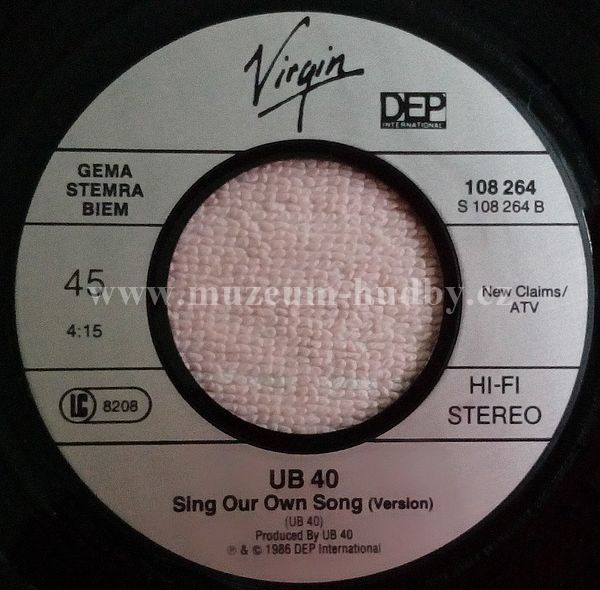 Virgin
DEP
INTERNATIONAL
GEMA
STEMRA
BIEM
108 264
S 108 264 B
45
4:15
www.muzeum-hudby.cz
New Claims/
ATV
LC 8208
HI-FI
STEREO
UB 40
Sing Our Own Song (Version)
(UB 40)
Produced By UB 40
℗ & © 1986 DEP International